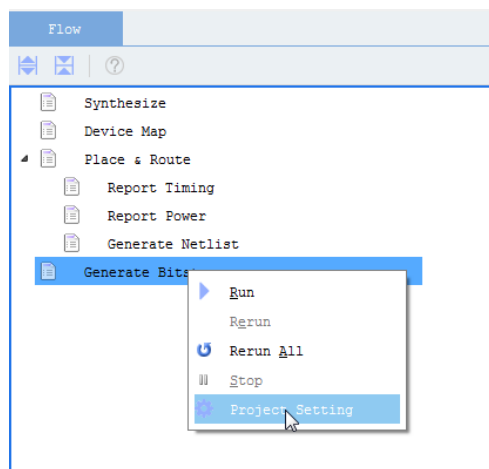 Flow
Synthesize
Device Map
Place & Route
Report Timing
Report Power
Generate Netlist
Generate
Run
Rerun
Rerun All
Stop
Project Setting